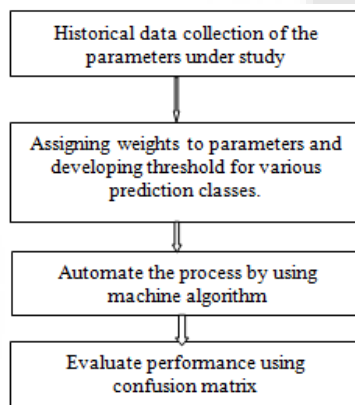 Historical data collection of the
parameters under study
Assigning weights to parameters and
developing threshold for various
prediction classes.
Automate the process by using
machine algorithm
Evaluate performance using
confusion matrix